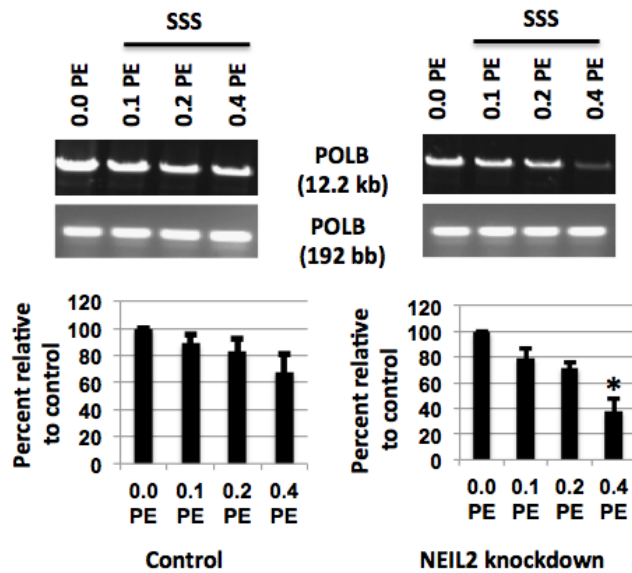 SSS
0.0 PE
0.1 PE
0.2 PE
0.4 PE
SSS
0.0 PE
0.1 PE
0.2 PE
0.4 PE
POLB
(12.2 kb)
POLB
(192 bb)
Percent relative
to control
120
100
80
60
40
20
0
0.0 0.1 0.2 0.4
PE PE PE PE
Control
Percent relative
to control
120
100
80
60
40
20
0
*
0.0 0.1 0.2 0.4
PE PE PE PE
NEIL2 knockdown